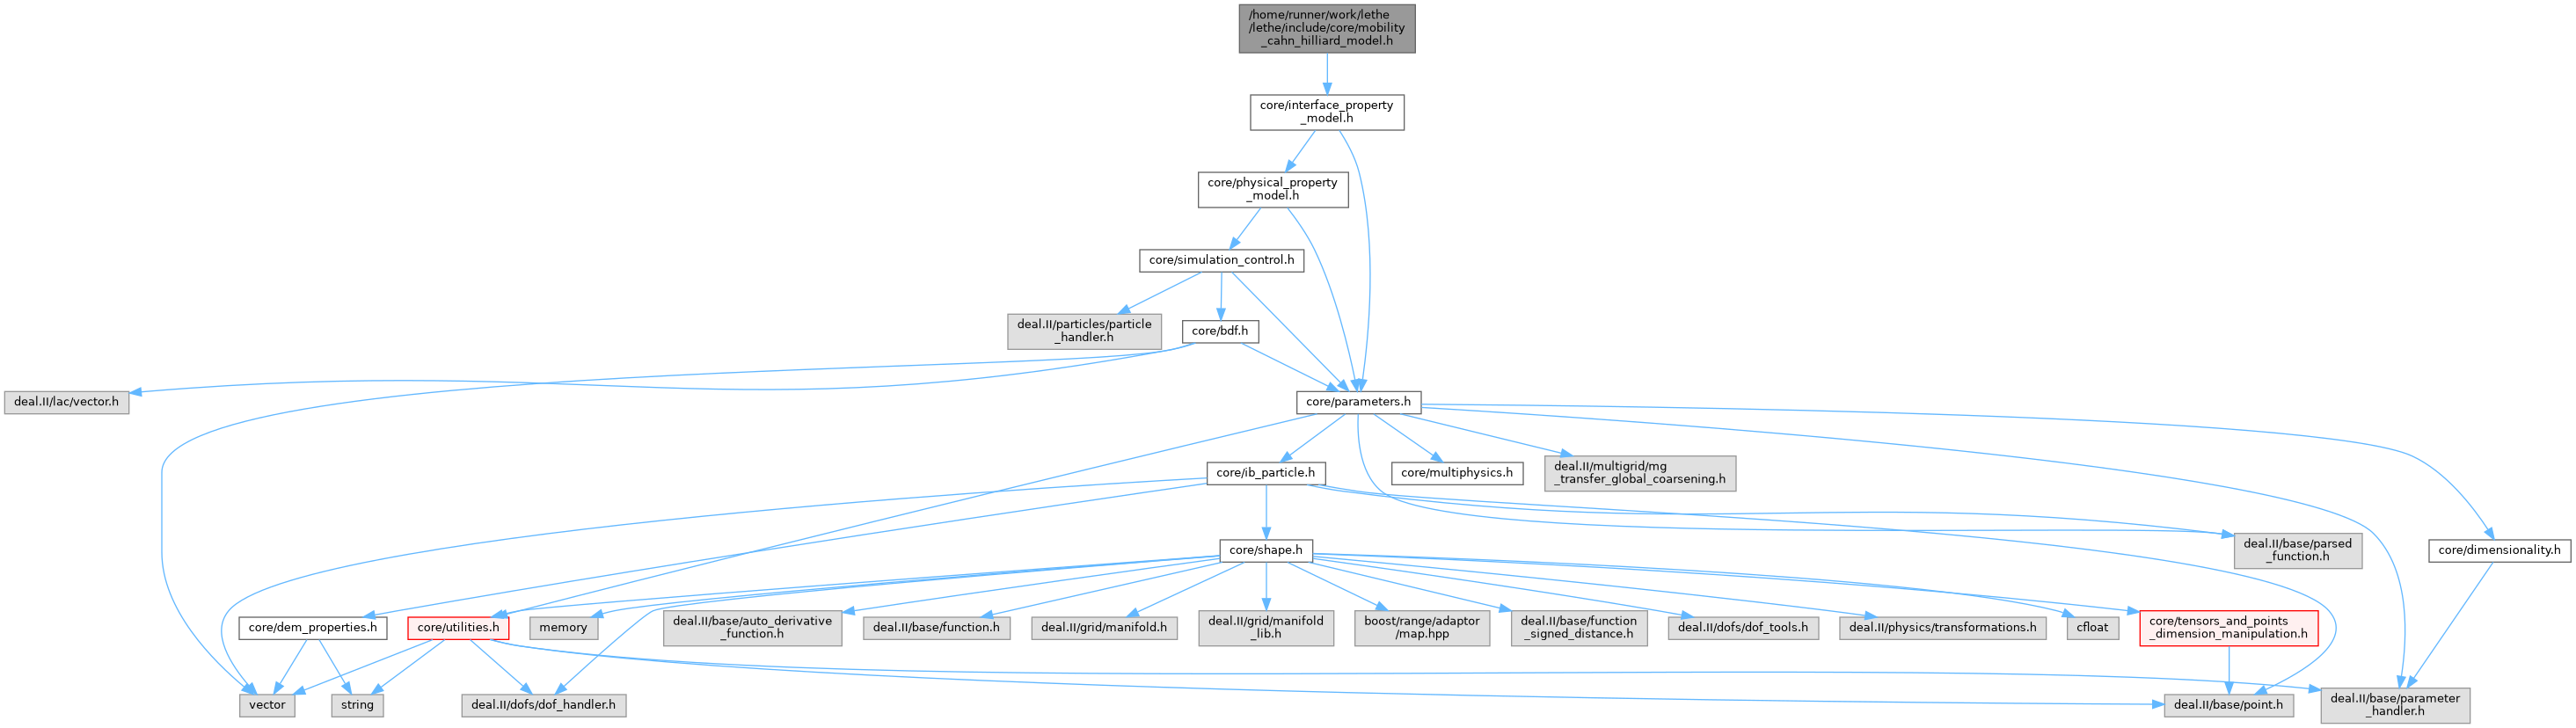 /home/runner/work/lethe
/lethe/include/core/mobility
_cahn_hilliard_model.h
core/interface_property
_model.h
core/physical_property
_model.h
core/simulation_control.h
deal.II/particles/particle
_handler.h
core/bdf.h
deal.II/lac/vector.h
core/parameters.h
core/ib_particle.h
core/multiphysics.h
deal.II/multigrid/mg
_transfer_global_coarsening.h
core/shape.h
deal.II/base/parsed
_function.h
core/dimensionality.h
core/dem_properties.h
core/utilities.h
memory
deal.II/base/auto_derivative
_function.h
deal.II/base/function.h
deal.II/grid/manifold.h
deal.II/grid/manifold
_lib.h
boost/range/adaptor
/map.hpp
deal.II/base/function
_signed_distance.h
deal.II/dofs/dof_tools.h
deal.II/physics/transformations.h
cfloat
core/tensors_and_points
_dimension_manipulation.h
vector
string
deal.II/dofs/dof_handler.h
deal.II/base/point.h
deal.II/base/parameter
_handler.h